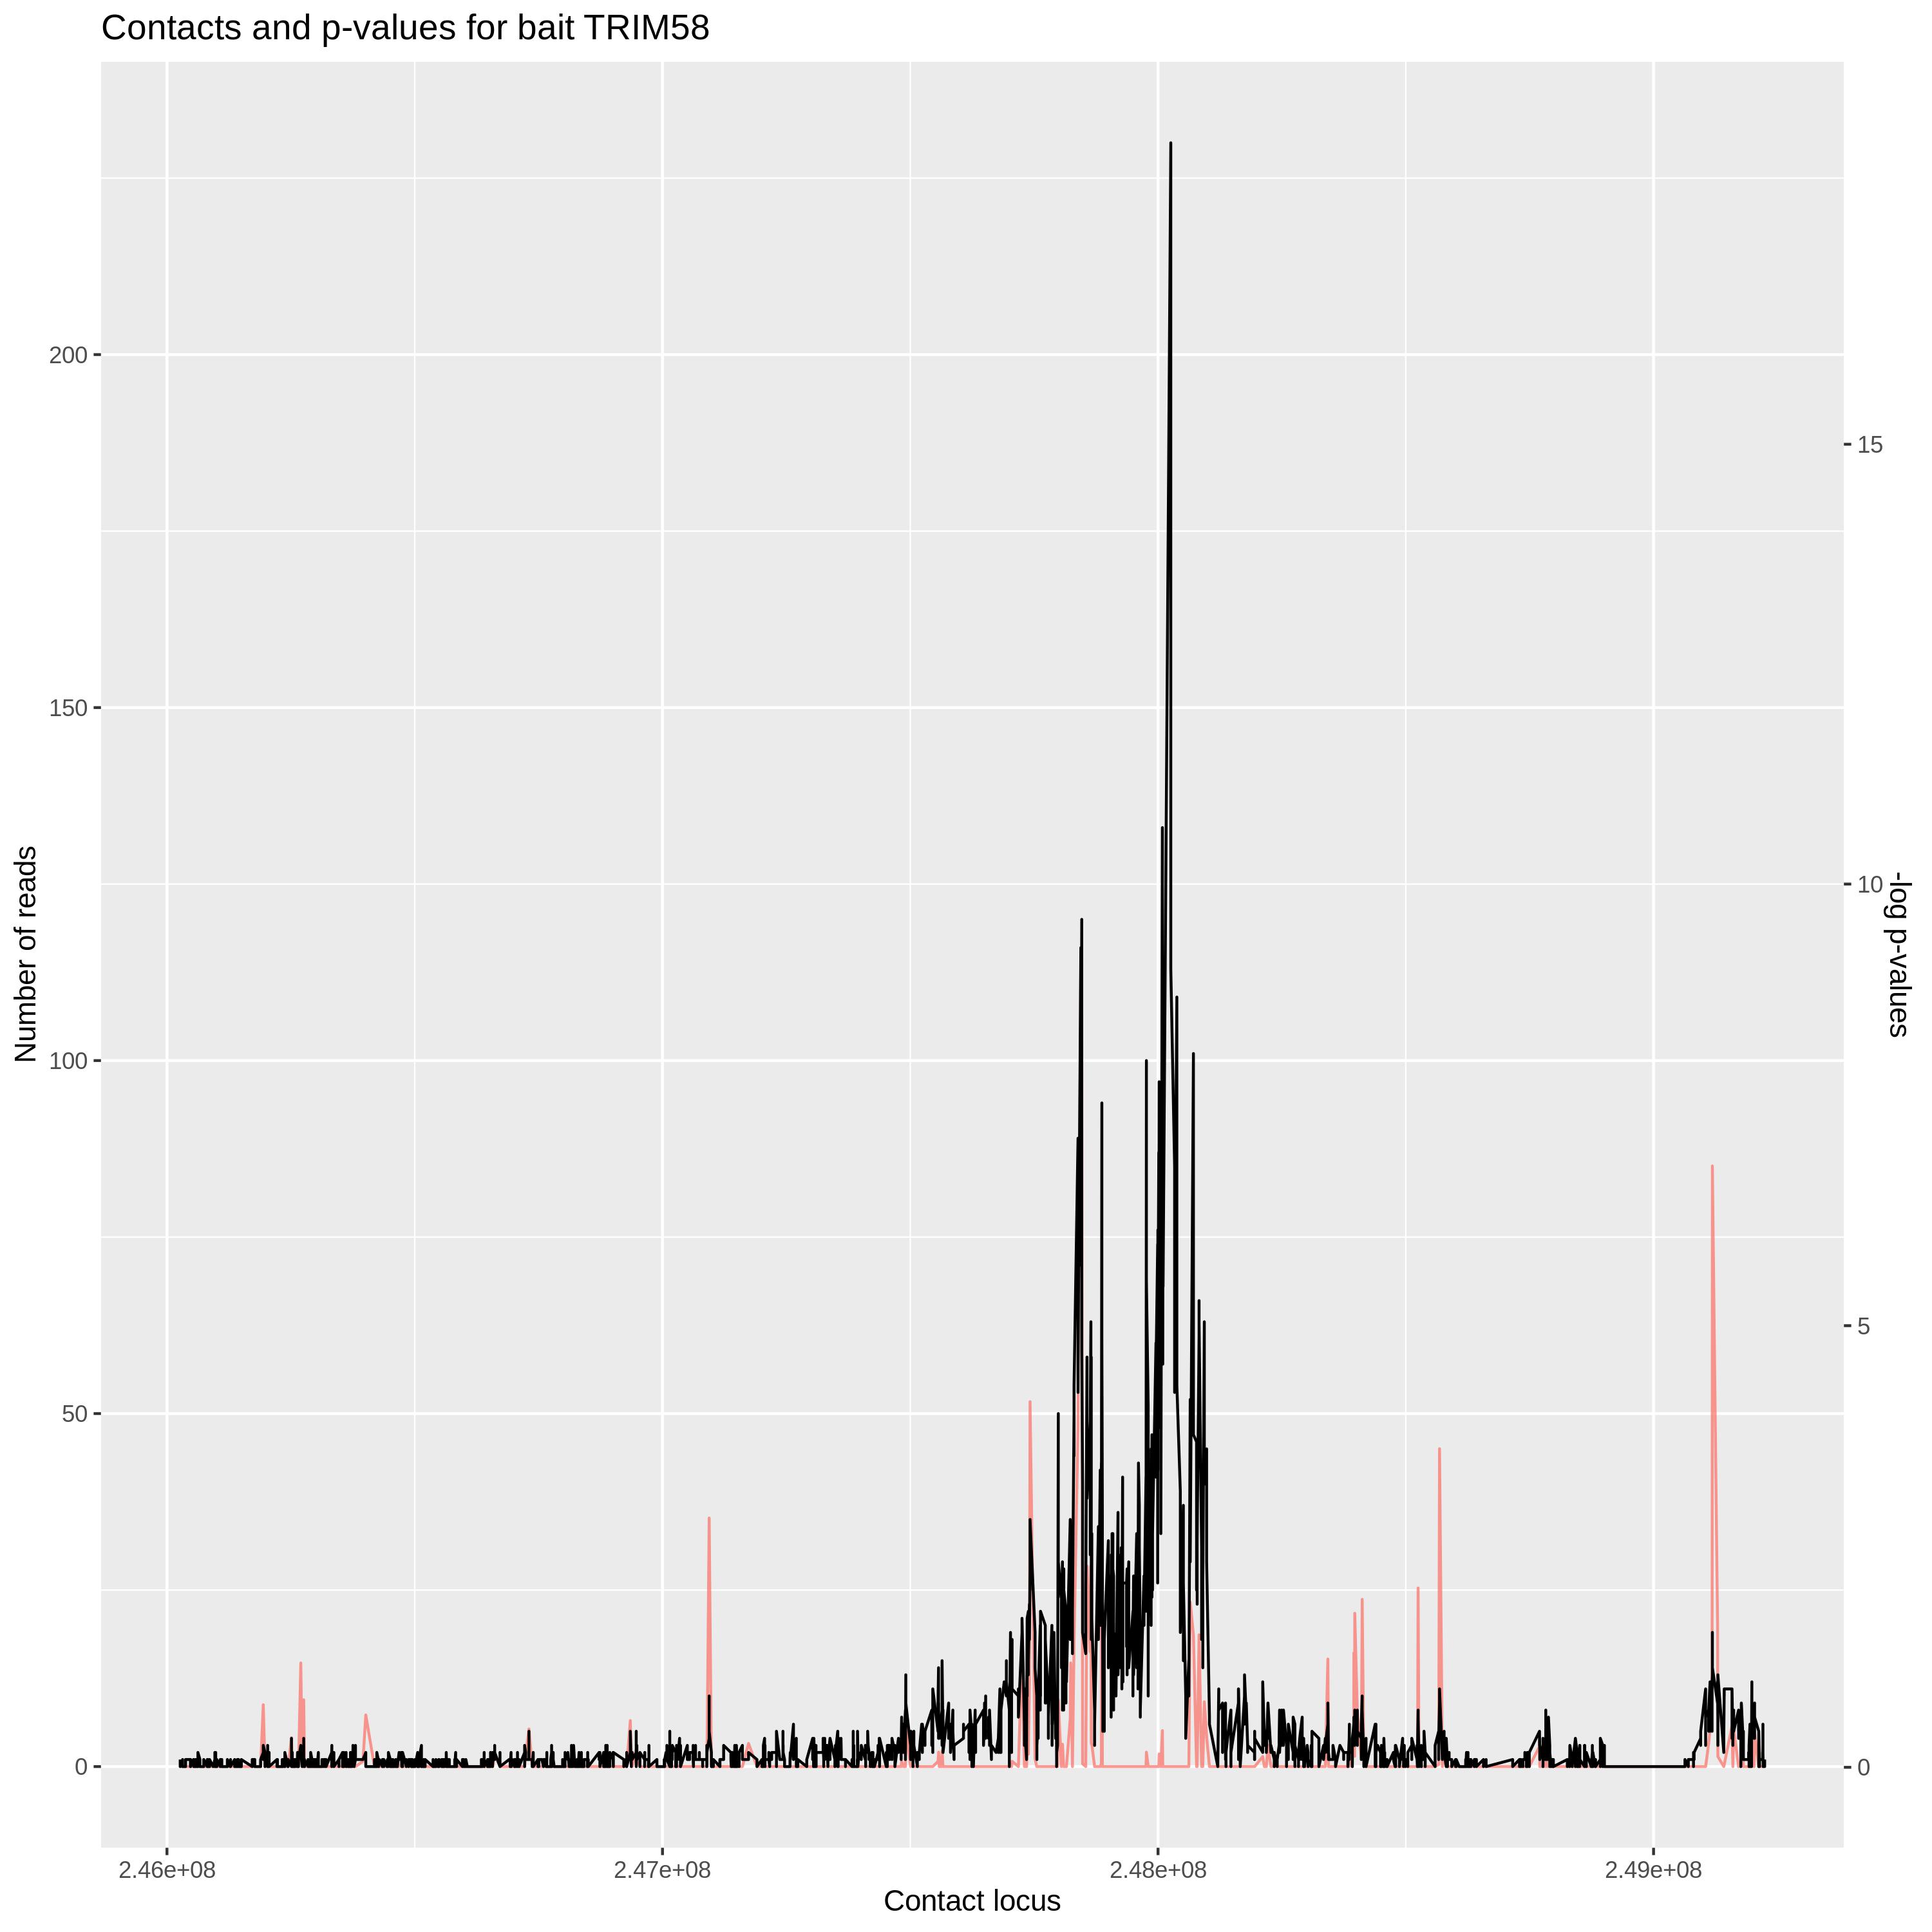 Contacts and p-values for bait TRIM58
200
150
100
50
0
Number of reads
15
10
5
0
-log p-values
2.46e+08
2.47e+08
2.48e+08
2.49e+08
Contact locus